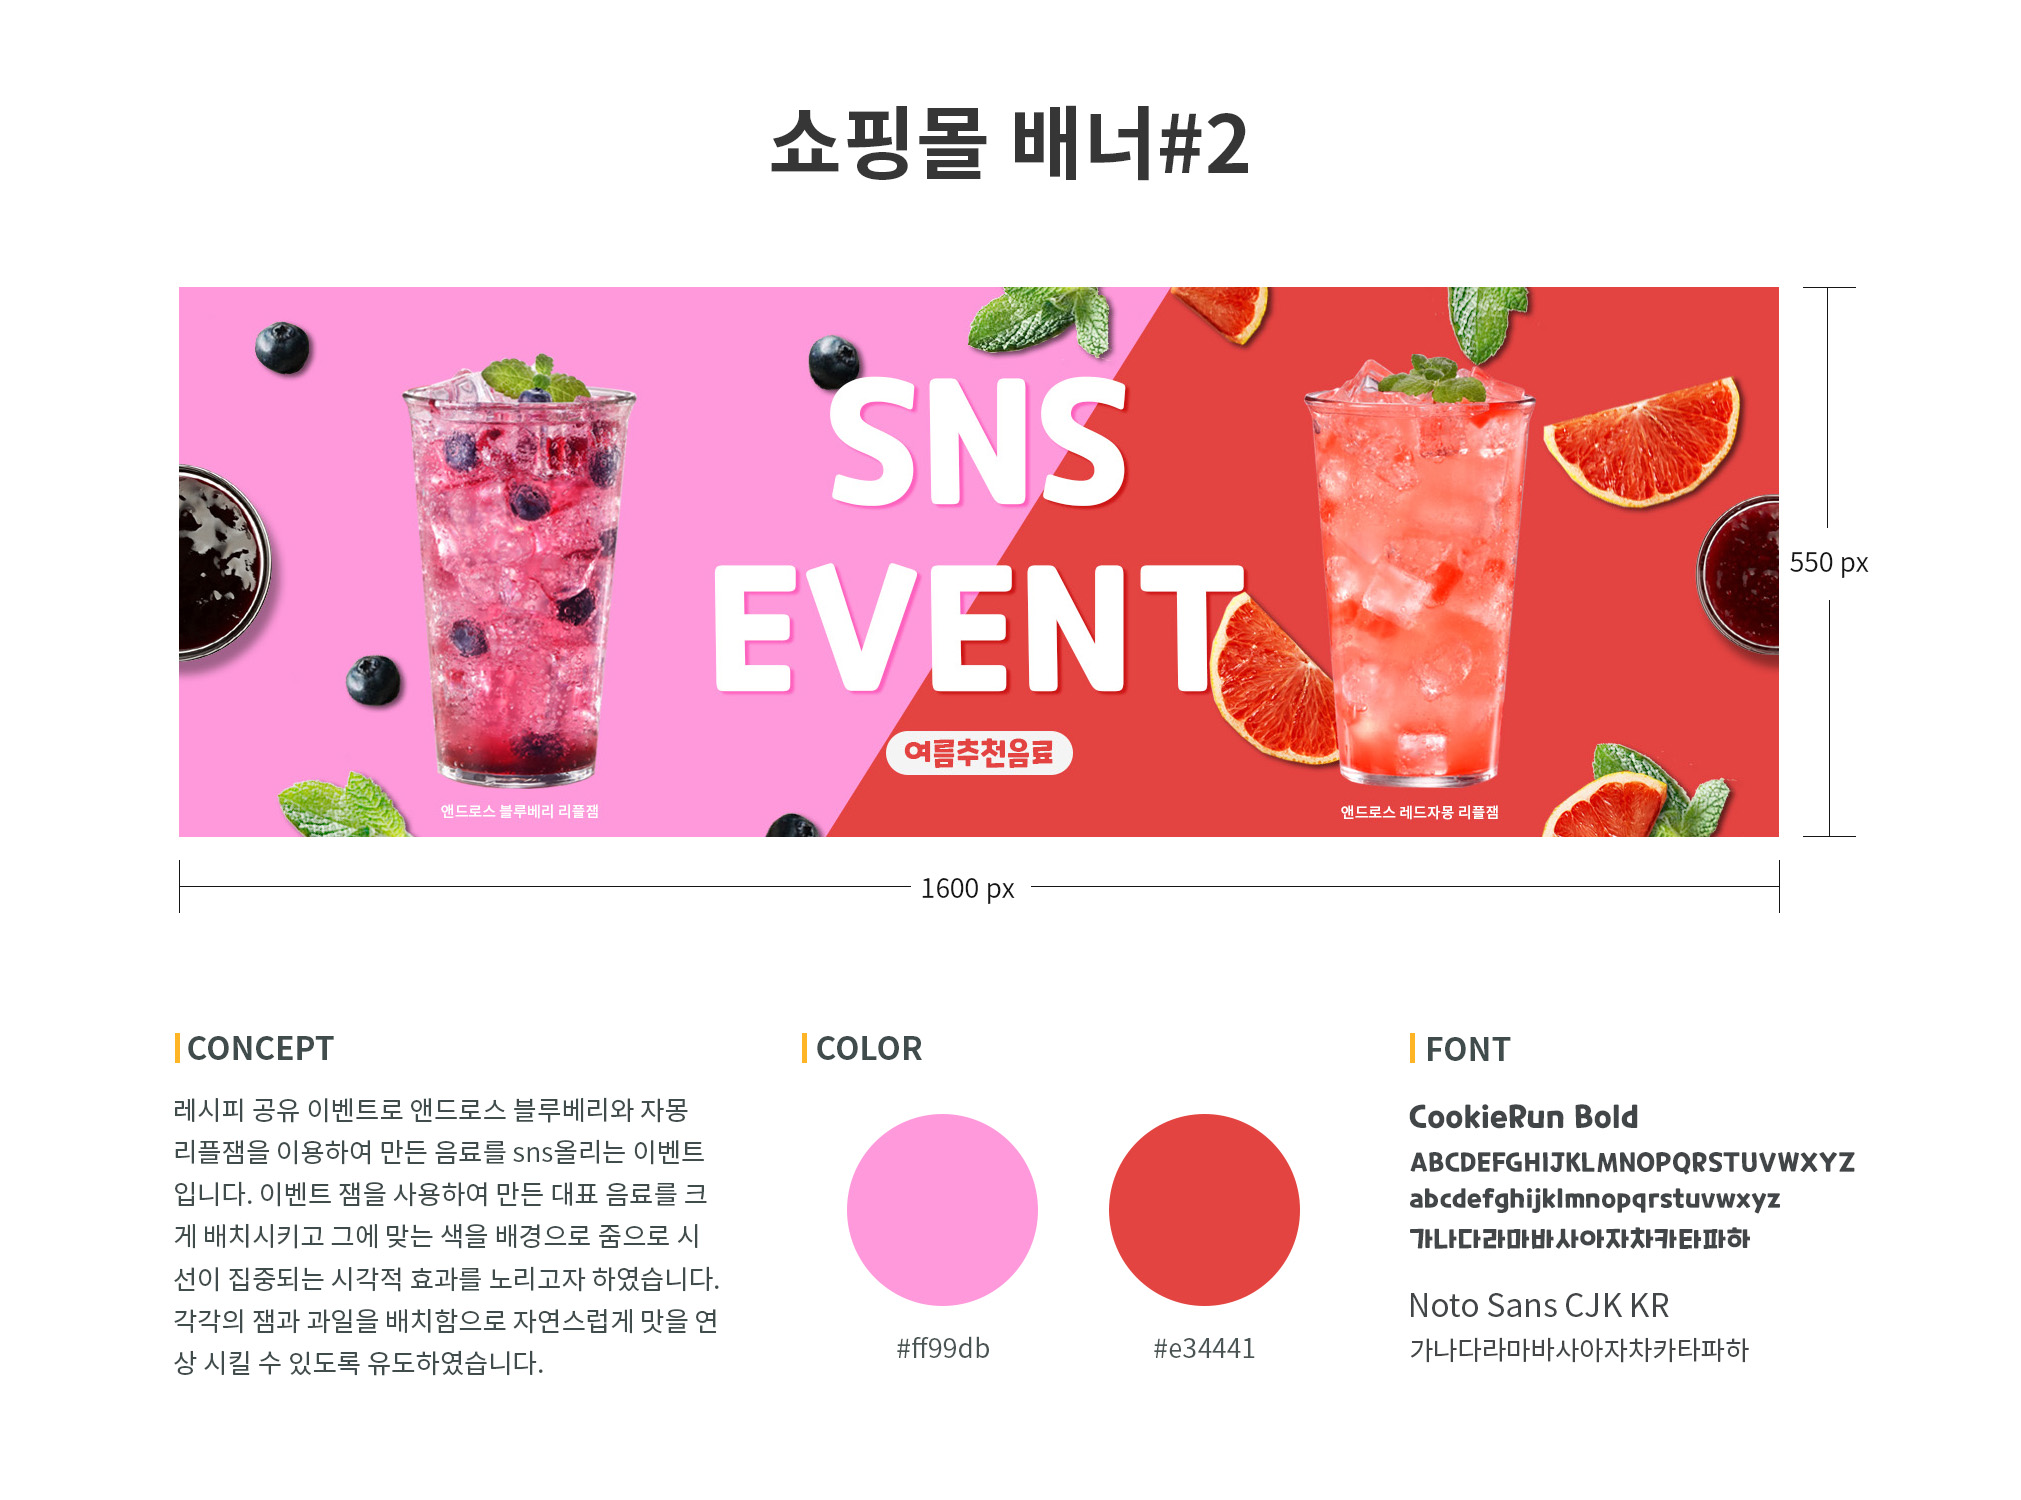 쇼핑몰 배너#2
SNS
EVENT
여름추천음료
앤드로스 블루베리 리플잼
앤드로스 레드자몽 리플잼
550 px
1600 px
CONCEPT
레시피 공유 이벤트로 앤드로스 블루베리와 자몽
리플잼을 이용하여 만든 음료를 sns올리는 이벤트
입니다. 이벤트 잼을 사용하여 만든 대표 음료를 크
게 배치시키고 그에 맞는 색을 배경으로 줌으로 시
선이 집중되는 시각적 효과를 노리고자 하였습니다.
각각의 잼과 과일을 배치함으로 자연스럽게 맛을 연
상 시킬 수 있도록 유도하였습니다.
COLOR
#ff99db
#e34441
FONT
CookieRun Bold
ABCDEFGHIJKLMNOPQRSTUVWXYZ
abcdefghijklmnopqrstuvwxyz
가나다라마바사아자차카타파하
Noto Sans CJK KR
가나다라마바사아자차카타파하